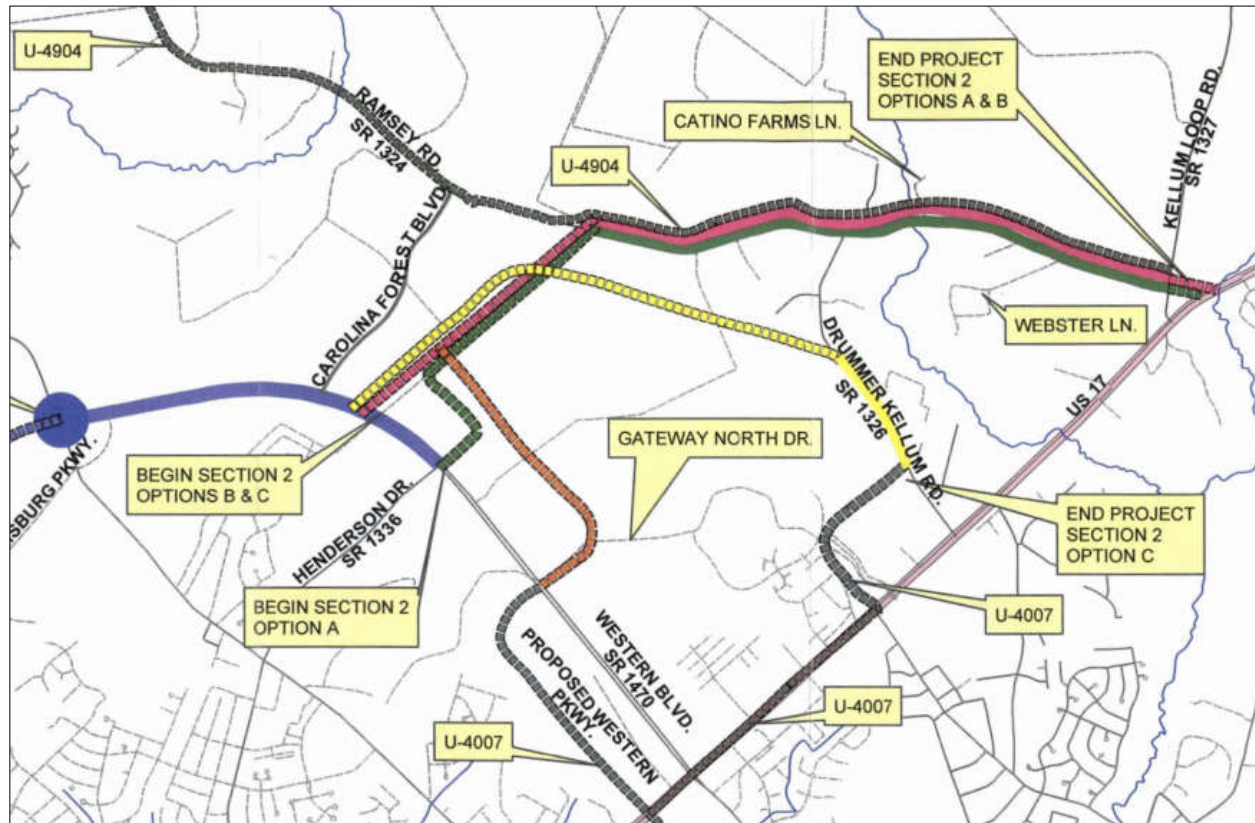 U-4904
END PROJECT
SECTION 2
OPTIONS A & B
CATINO FARMS LN.
KELLUM LOOP RD.
SR 1327
RAMSEY RD.
SR 1324
U-4904
CAROLINA FOREST BLVD.
WEBSTER LN.
DRUMMER KELLUM RD.
SR 1326
US 17
GATEWAY NORTH DR.
SBURG PKWY.
BEGIN SECTION 2
OPTIONS B & C
HENDERSON DR.
SR 1336
END PROJECT
SECTION 2
OPTION C
BEGIN SECTION 2
OPTION A
U-4007
WESTERN BLVD.
SR 1470
PROPOSED WESTERN
PKWY.
U-4007
U-4007